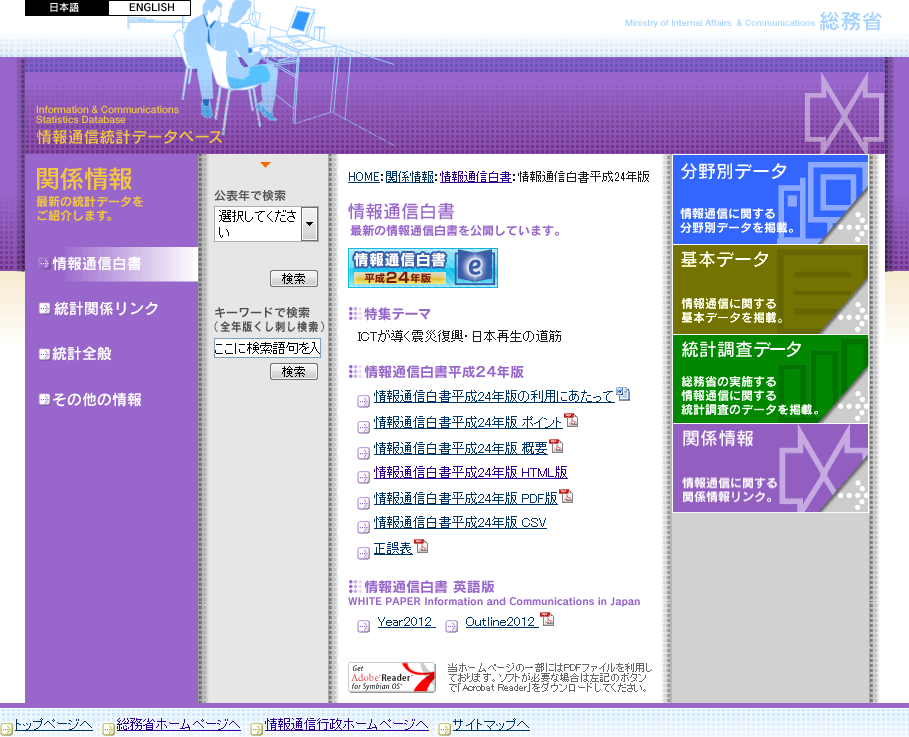 日本語
ENGLISH
Ministry of Internal Affairs & Communications 総務省
Information & Communications
Statistics Database
情報通信統計データベース
関係情報
最新の統計データを
ご紹介します。
情報通信白書
統計関係リンク
統計全般
その他の情報
公表年で検索
選択してくださ
い
検索
キーワードで検索
(全年版くし刺し検索)
ここに検索語句を入
検索
HOME:関係情報:情報通信白書:情報通信白書平成24年版
情報通信白書
最新の情報通信白書を公開しています。
情報通信白書
平成24年版
特集テーマ
ICTが導く震災復興・日本再生の道筋
情報通信白書平成24年版
情報通信白書平成24年版の利用にあたって
情報通信白書平成24年版 ポイント
情報通信白書平成24年版 概要
情報通信白書平成24年版 HTML版
情報通信白書平成24年版 PDF版
情報通信白書平成24年版 CSV
正誤表
情報通信白書 英語版
WHITE PAPER Information and Communications in Japan
Year2012
Outline2012
Get
Adobe Reader
for Symbian OS
当ホームページの一部にはPDFファイルを利用し
ております。ソフトが必要な場合は左記のボタン
で「Acrobat Reader」をダウンロードしてください。
分野別データ
情報通信に関する
分野別データを掲載。
基本データ
情報通信に関する
基本データを掲載。
統計調査データ
総務省の実施する
情報通信に関する
統計調査のデータを掲載。
関係情報
情報通信に関する
関係情報リンク。
トップページへ
総務省ホームページへ
情報通信行政ホームページへ
サイトマップへ